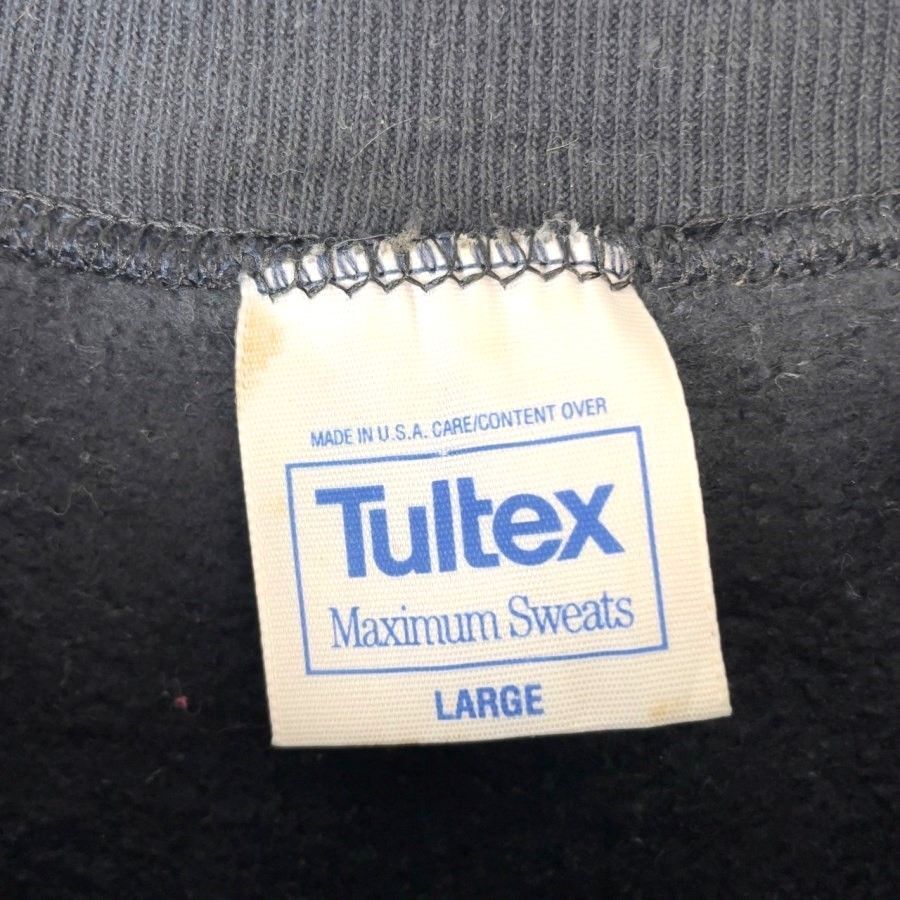 MADE IN U.S.A. CARE/CONTENT OVER
Tultex
Maximum Sweats
LARGE